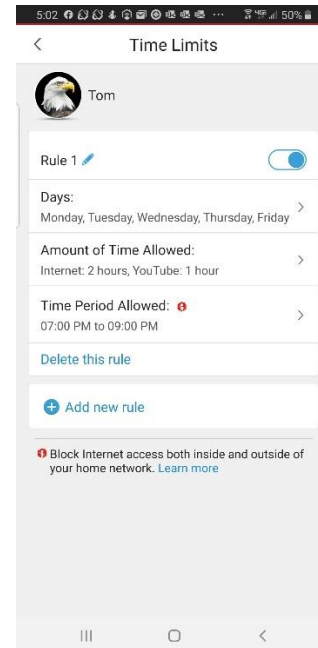 5:02 ... 50%
Time Limits
Tom
Rule 1
Days:
Monday, Tuesday, Wednesday, Thursday, Friday
Amount of Time Allowed:
Internet: 2 hours, YouTube: 1 hour
Time Period Allowed:
07:00 PM to 09:00 PM
Delete this rule
Add new rule
Block Internet access both inside and outside of
your home network. Learn more